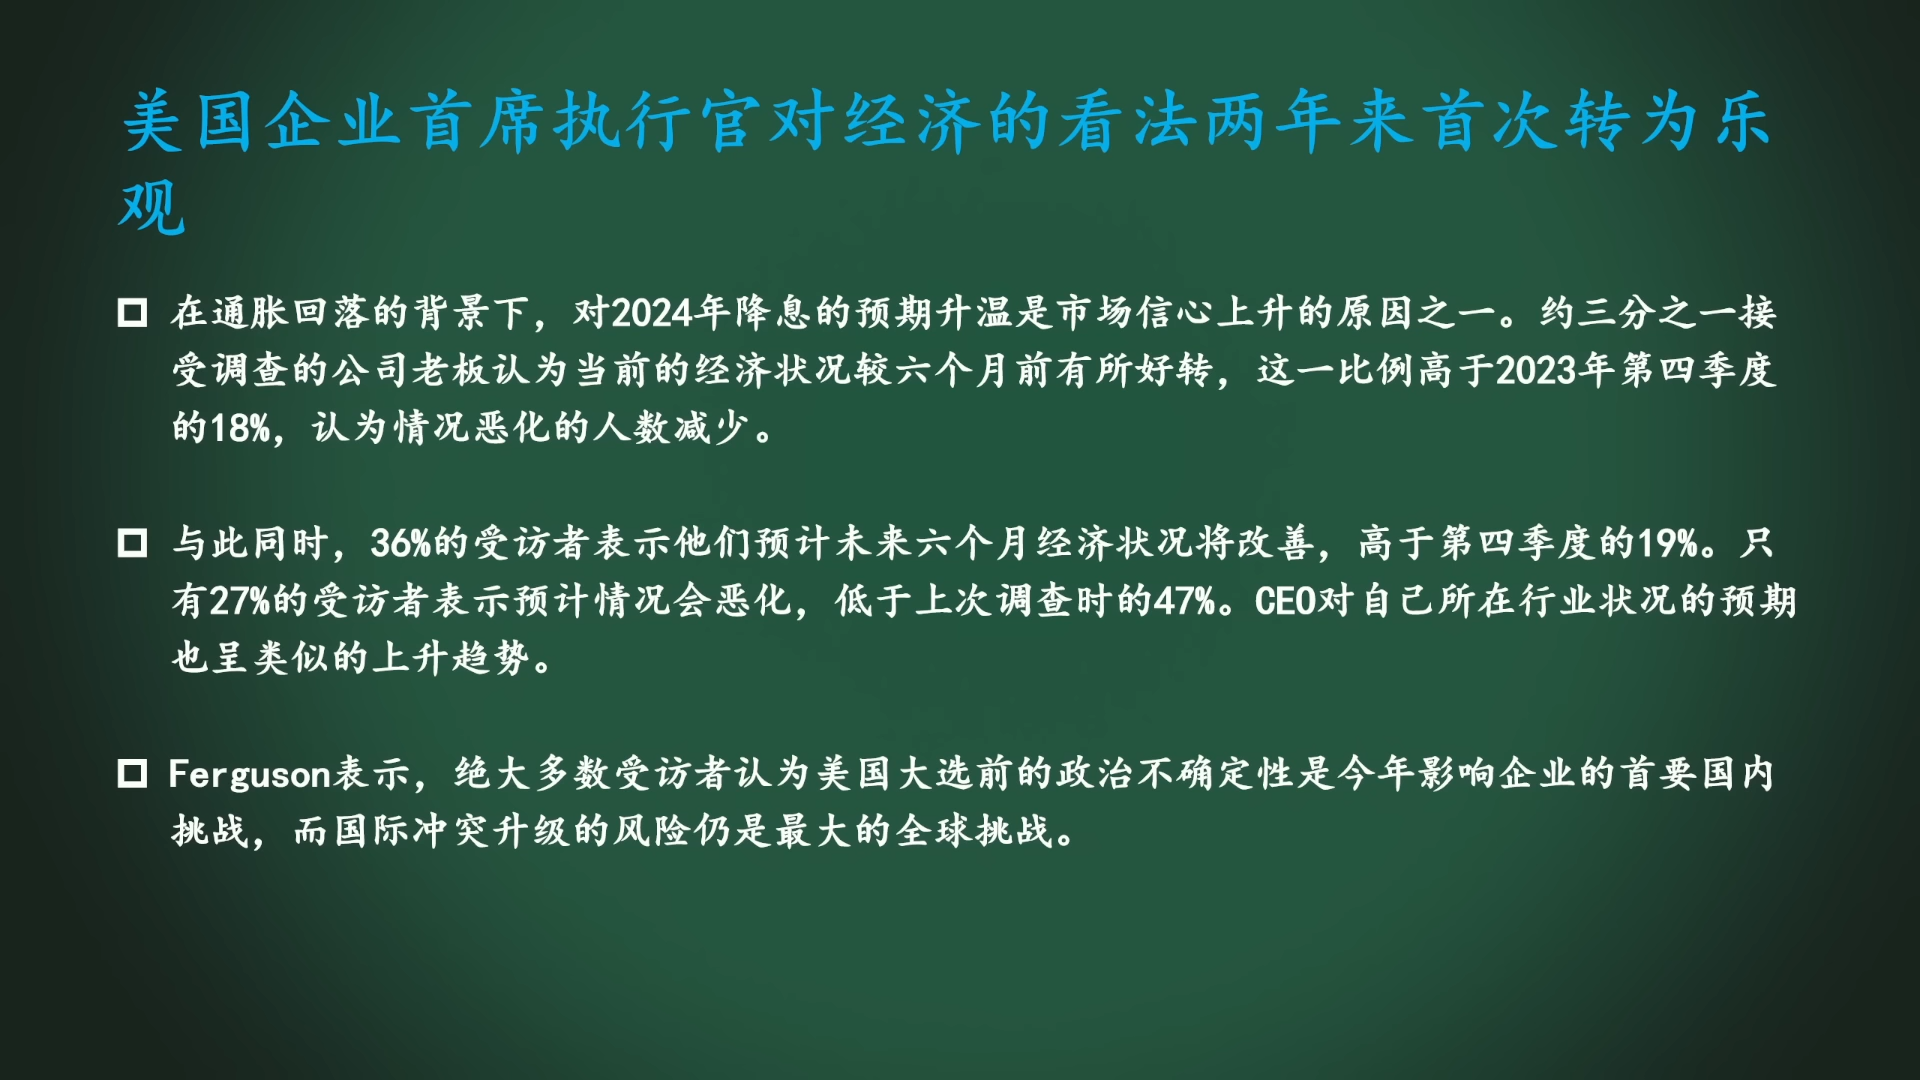 美国企业首席执行官对经济的看法两年来首次转为乐
观
在通胀回落的背景下，对2024年降息的预期升温是市场信心上升的原因之一。约三分之一接
受调查的公司老板认为当前的经济状况较六个月前有所好转，这一比例高于2023年第四季度
的18%，认为情况恶化的人数减少。
与此同时，36%的受访者表示他们预计未来六个月经济状况将改善，高于第四季度的19%。只
有27%的受访者表示预计情况会恶化，低于上次调查时的47%。CEO对自己所在行业状况的预期
也呈类似的上升趋势。
Ferguson表示，绝大多数受访者认为美国大选前的政治不确定性是今年影响企业的首要国内
挑战，而国际冲突升级的风险仍是最大的全球挑战。